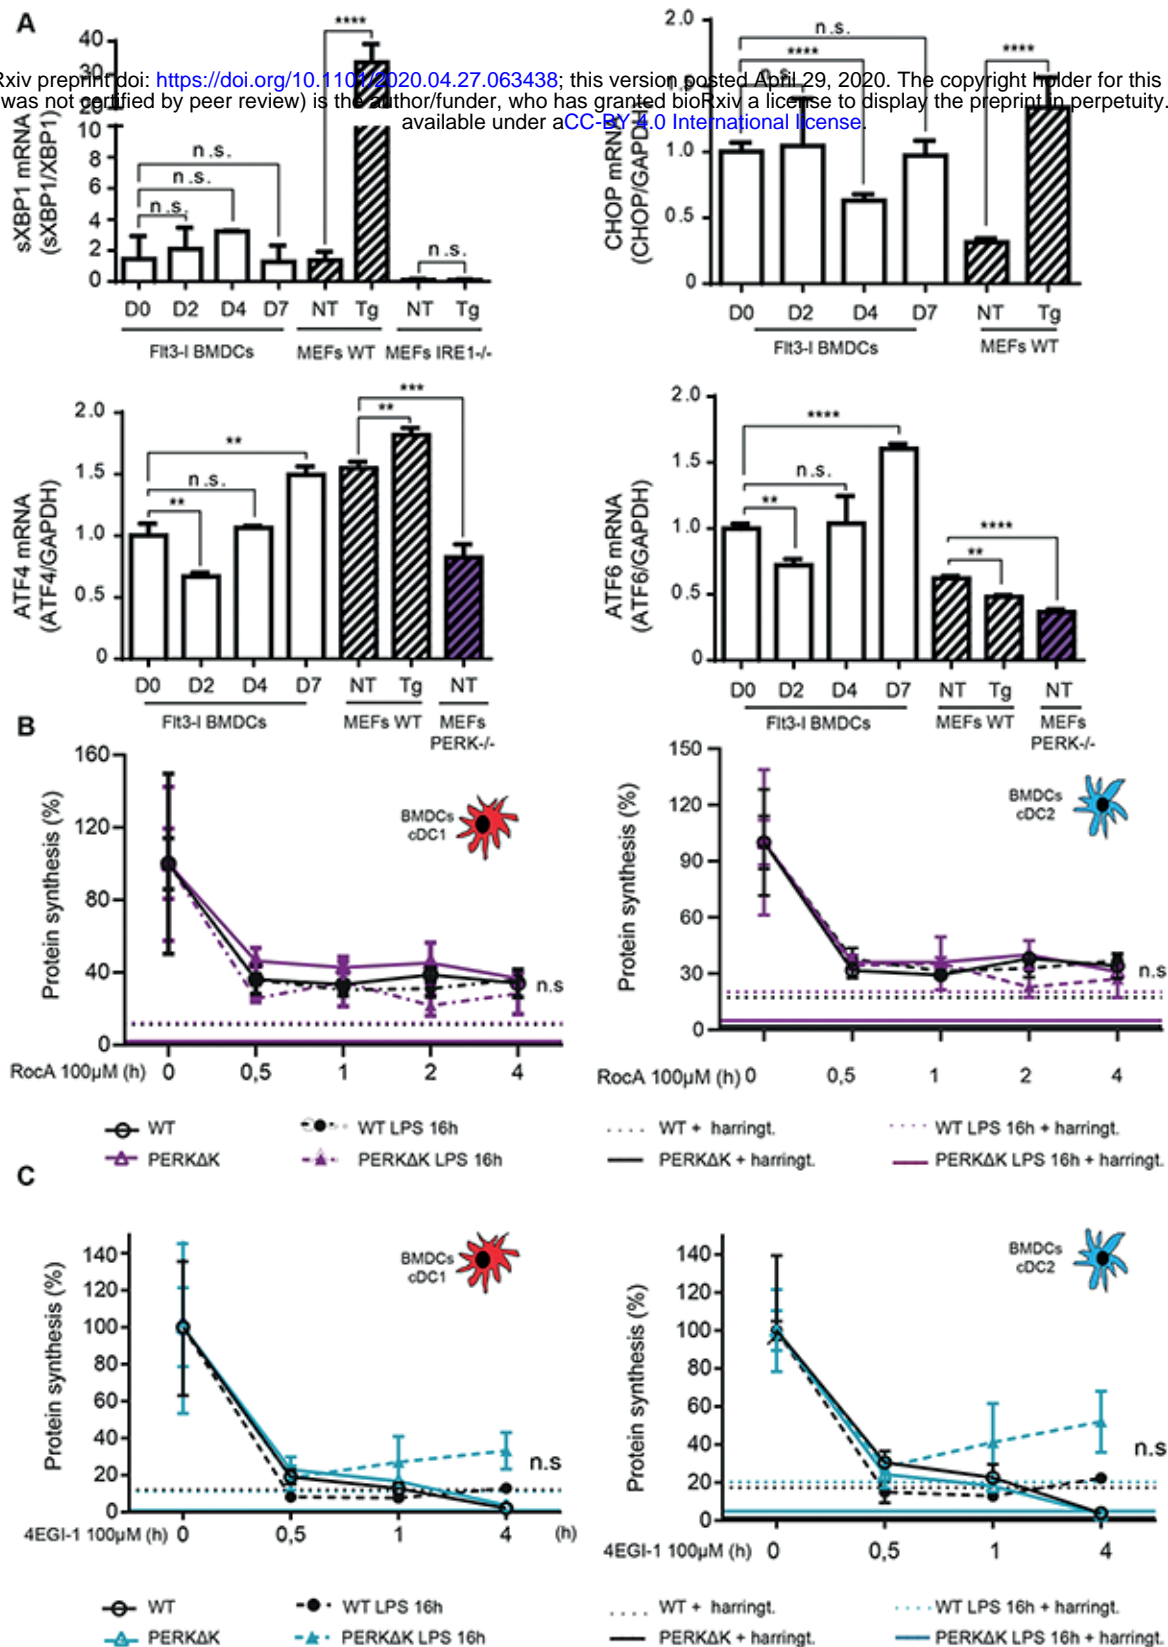 A
sXBP1 mRNA
(sXBP1/XBP1)
40
30
20
10
8
6
4
2
0
n.s.
n.s.
n.s.
****
n.s.
D0 D2 D4 D7 NT Tg NT Tg
Flt3-l BMDCs MEFs WT MEFs IRE1-/-
CHOP mRNA
(CHOP/GAPDH)
2.0
1.5
1.0
0.5
0
n.s.
****
n.s.
****
D0 D2 D4 D7 NT Tg
Flt3-l BMDCs MEFs WT
Rxiv preprint doi: https://doi.org/10.1101/2020.04.27.063438; this version posted April 29, 2020. The copyright holder for this
was not certified by peer review) is the author/funder, who has granted bioRxiv a license to display the preprint in perpetuity.
available under aCC-BY 4.0 International license.
ATF4 mRNA
(ATF4/GAPDH)
2.0
1.5
1.0
0.5
0
**
n.s.
**
***
**
D0 D2 D4 D7 NT Tg NT
Flt3-l BMDCs MEFs WT MEFs
PERK-/-
ATF6 mRNA
(ATF6/GAPDH)
2.0
1.5
1.0
0.5
0
****
n.s.
**
****
**
D0 D2 D4 D7 NT Tg NT
Flt3-l BMDCs MEFs WT MEFs
PERK-/-
B
Protein synthesis (%)
160
120
80
40
0
BMDCs
cDC1
n.s
RocA 100µM (h) 0 0,5 1 2 4
Protein synthesis (%)
150
120
90
60
30
0
BMDCs
cDC2
n.s
RocA 100µM (h) 0 0,5 1 2 4
WT WT LPS 16h WT + harringt. WT LPS 16h + harringt.
PERKΔK PERKΔK LPS 16h PERKΔK + harringt. PERKΔK LPS 16h + harringt.
C
Protein synthesis (%)
140
120
100
80
60
40
20
0
BMDCs
cDC1
n.s
4EGI-1 100µM (h) 0 0,5 1 4 (h)
Protein synthesis (%)
140
120
100
80
60
40
20
0
BMDCs
cDC2
n.s
4EGI-1 100µM (h) 0 0,5 1 4
WT WT LPS 16h WT + harringt. WT LPS 16h + harringt.
PERKΔK PERKΔK LPS 16h PERKΔK + harringt. PERKΔK LPS 16h + harringt.